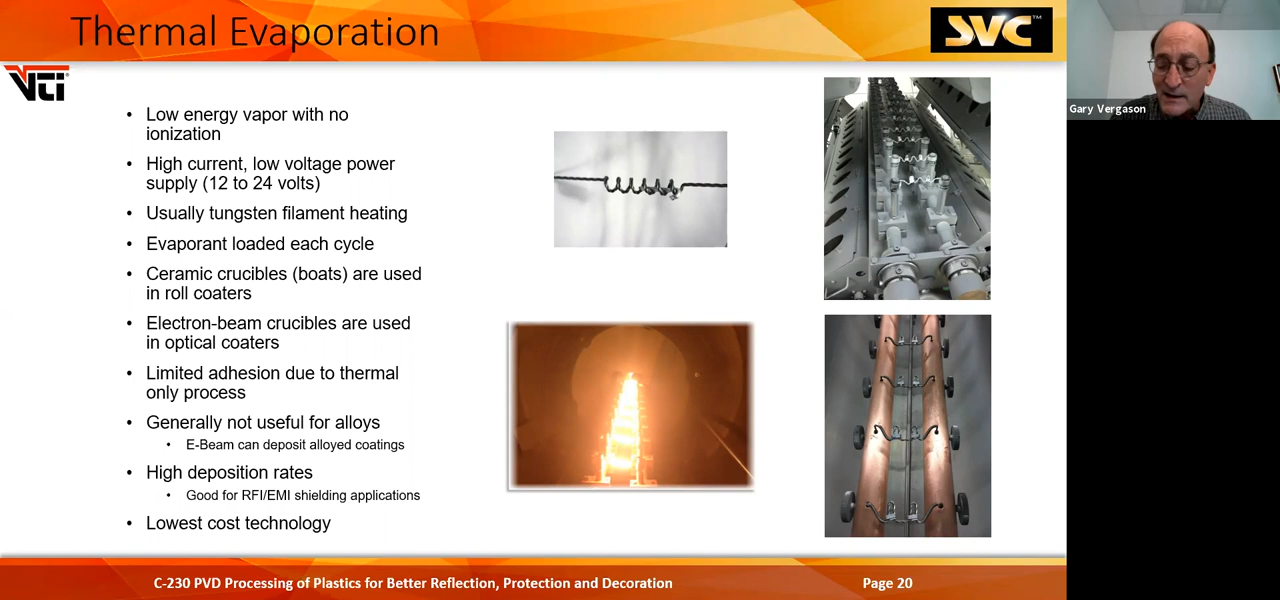 Thermal Evaporation
SVC™
VTI
Gary Vergason
• Low energy vapor with no
ionization
• High current, low voltage power
supply (12 to 24 volts)
• Usually tungsten filament heating
• Evaporant loaded each cycle
• Ceramic crucibles (boats) are used
in roll coaters
• Electron-beam crucibles are used
in optical coaters
• Limited adhesion due to thermal
only process
• Generally not useful for alloys
• E-Beam can deposit alloyed coatings
• High deposition rates
• Good for RFI/EMI shielding applications
• Lowest cost technology
C-230 PVD Processing of Plastics for Better Reflection, Protection and Decoration
Page 20